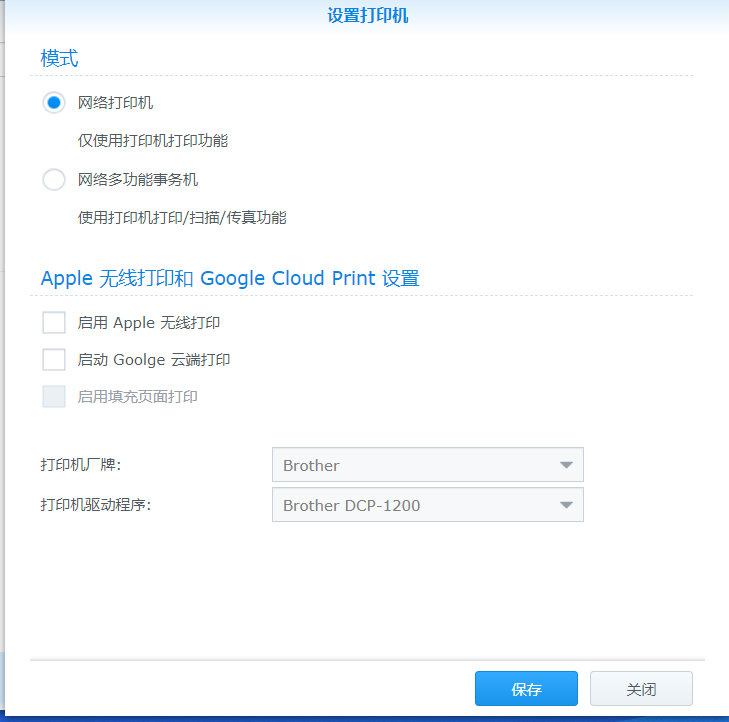 设置打印机
模式
网络打印机
仅使用打印机打印功能
网络多功能事务机
使用打印机打印/扫描/传真功能
Apple 无线打印和 Google Cloud Print 设置
启用 Apple 无线打印
启动 Goolge 云端打印
启用填充页面打印
打印机厂牌: Brother
打印机驱动程序: Brother DCP-1200
保存 关闭